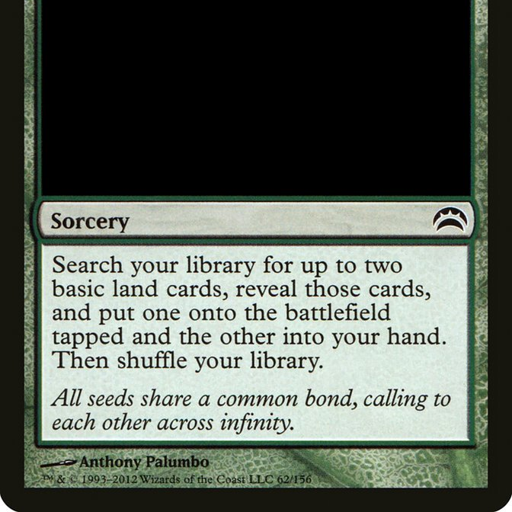 Sorcery
Search your library for up to two
basic land cards, reveal those cards,
and put one onto the battlefield
tapped and the other into your hand.
Then shuffle your library.
All seeds share a common bond, calling to
each other across infinity.
Anthony Palumbo
™ & © 1993–2012 Wizards of the Coast LLC 62/156